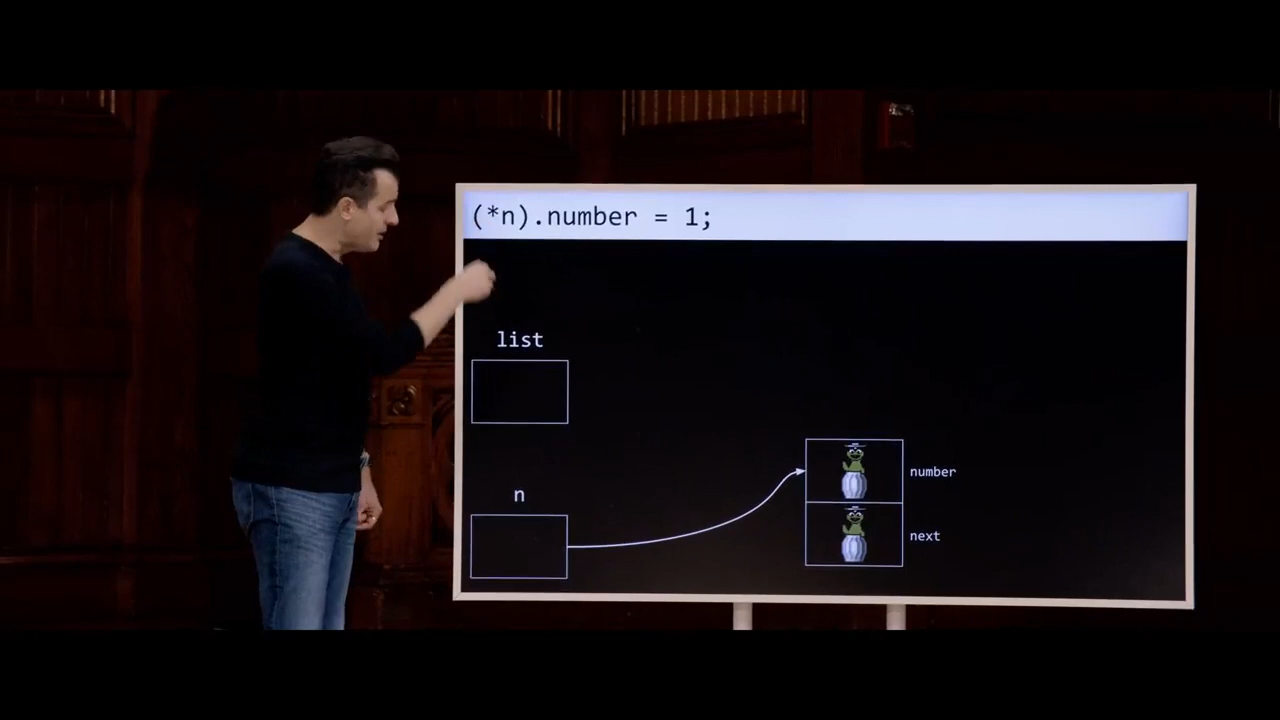 (*n).number = 1;
list
number
n
next